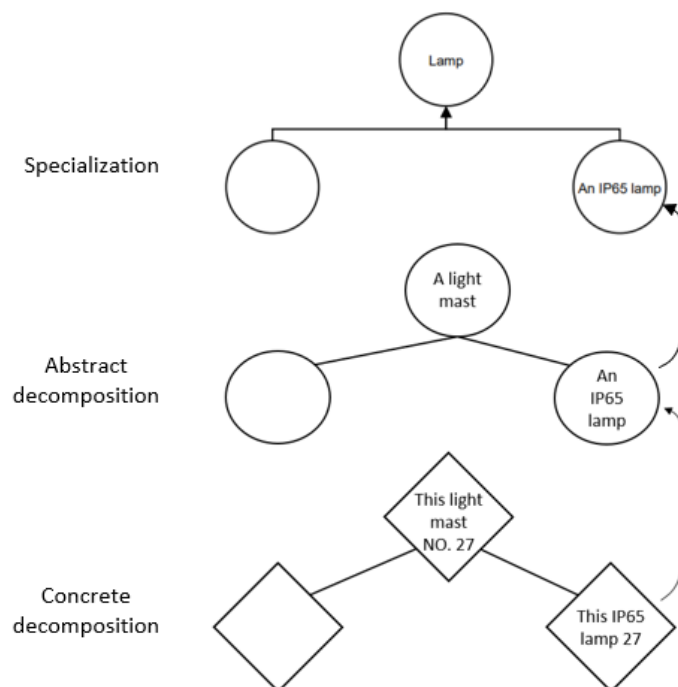 Lamp
Specialization
An IP65 lamp
A light
mast
Abstract
decomposition
An
IP65
lamp
This light
mast
NO. 27
Concrete
decomposition
This IP65
lamp 27